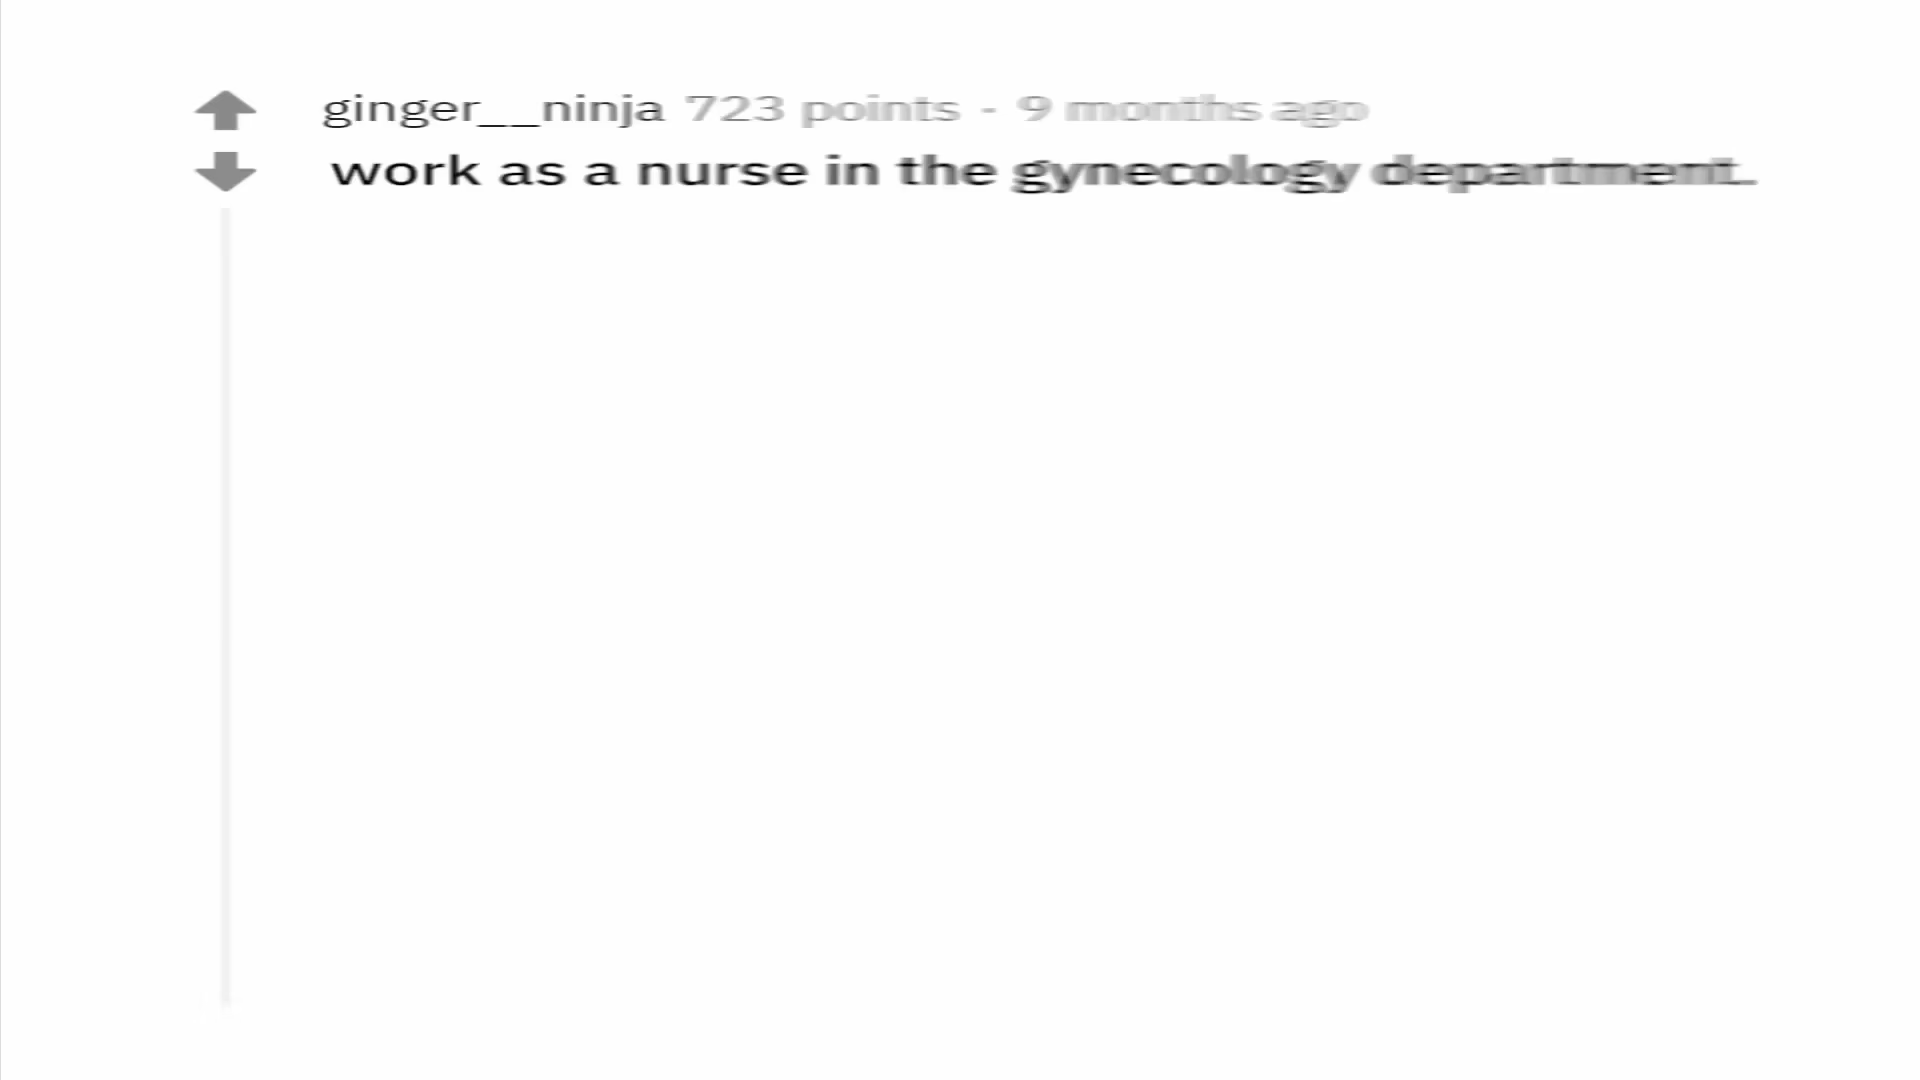 ginger__ninja 723 points · 9 months ago
work as a nurse in the gynecology department.